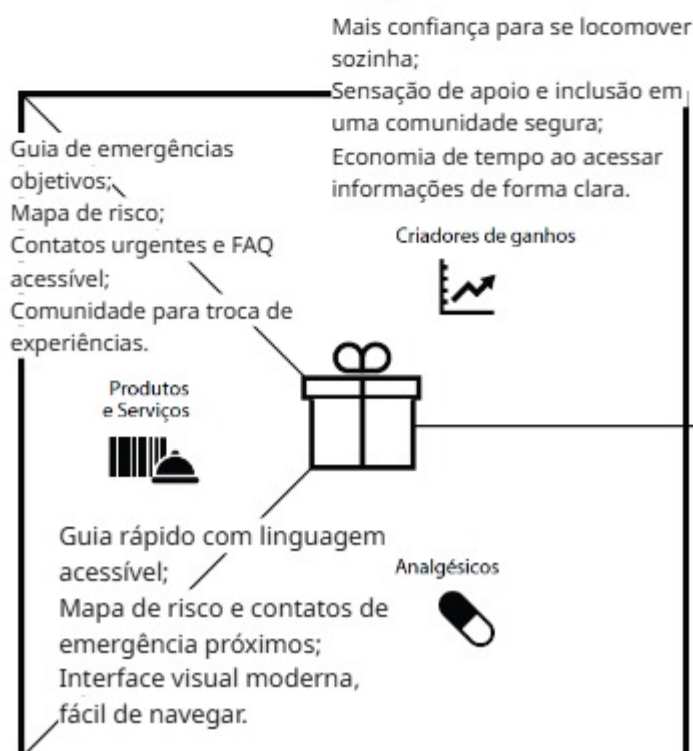 Mais confiança para se locomover
sozinha;
Sensação de apoio e inclusão em
uma comunidade segura;
Economia de tempo ao acessar
informações de forma clara.
Criadores de ganhos
Guia de emergências
objetivos;
Mapa de risco;
Contatos urgentes e FAQ
acessível;
Comunidade para troca de
experiências.
Produtos
e Serviços
Guia rápido com linguagem
acessível;
Mapa de risco e contatos de
emergência próximos;
Interface visual moderna,
fácil de navegar.
Analgésicos